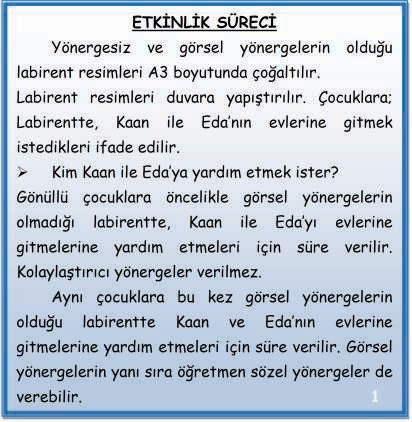 ETKİNLİK SÜRECİ
Yönergesiz ve görsel yönergelerin olduğu
labirent resimleri A3 boyutunda çoğaltılır.
Labirent resimleri duvara yapıştırılır. Çocuklara;
Labirentte, Kaan ile Eda’nın evlerine gitmek
istedikleri ifade edilir.
➢ Kim Kaan ile Eda’ya yardım etmek ister?
Gönüllü çocuklara öncelikle görsel yönergelerin
olmadığı labirentte, Kaan ile Eda’yı evlerine
gitmelerine yardım etmeleri için süre verilir.
Kolaylaştırıcı yönergeler verilmez.
Aynı çocuklara bu kez görsel yönergelerin
olduğu labirentte Kaan ve Eda’nın evlerine
gitmelerine yardım etmeleri için süre verilir. Görsel
yönergelerin yanı sıra öğretmen sözel yönergeler de
verebilir. 1